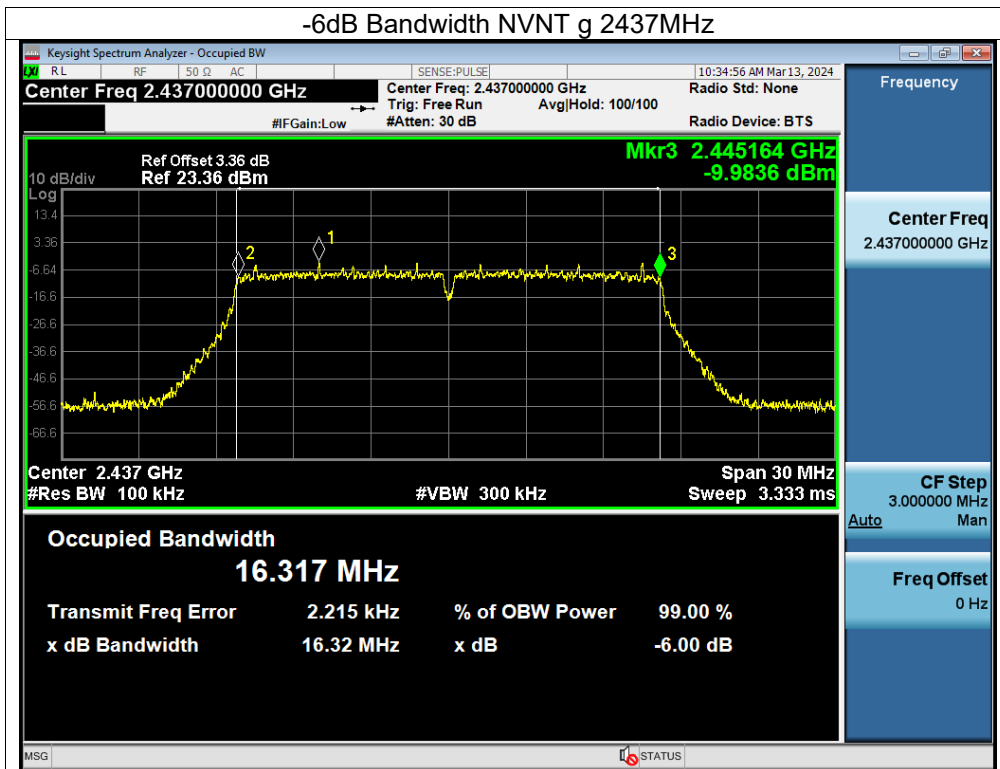 -6dB Bandwidth NVNT g 2437MHz
Keysight Spectrum Analyzer - Occupied BW
LXI RL RF 50 Ω AC SENSE:PULSE 10:34:56 AM Mar 13, 2024
Center Freq 2.437000000 GHz
Center Freq: 2.437000000 GHz
Radio Std: None
Trig: Free Run Avg|Hold: 100/100
#IFGain:Low
#Atten: 30 dB
Radio Device: BTS
Frequency
Mkr3 2.445164 GHz
-9.9836 dBm
Ref Offset 3.36 dB
10 dB/div Ref 23.36 dBm
Log
13.4
3.36
-6.64
-16.6
-26.6
-36.6
-46.6
-56.6
-66.6
2
1
3
Center 2.437 GHz Span 30 MHz
#Res BW 100 kHz #VBW 300 kHz Sweep 3.333 ms
Center Freq
2.437000000 GHz
CF Step
3.000000 MHz
Auto Man
Freq Offset
0 Hz
Occupied Bandwidth
16.317 MHz
Transmit Freq Error 2.215 kHz % of OBW Power 99.00 %
x dB Bandwidth 16.32 MHz x dB -6.00 dB
MSG STATUS